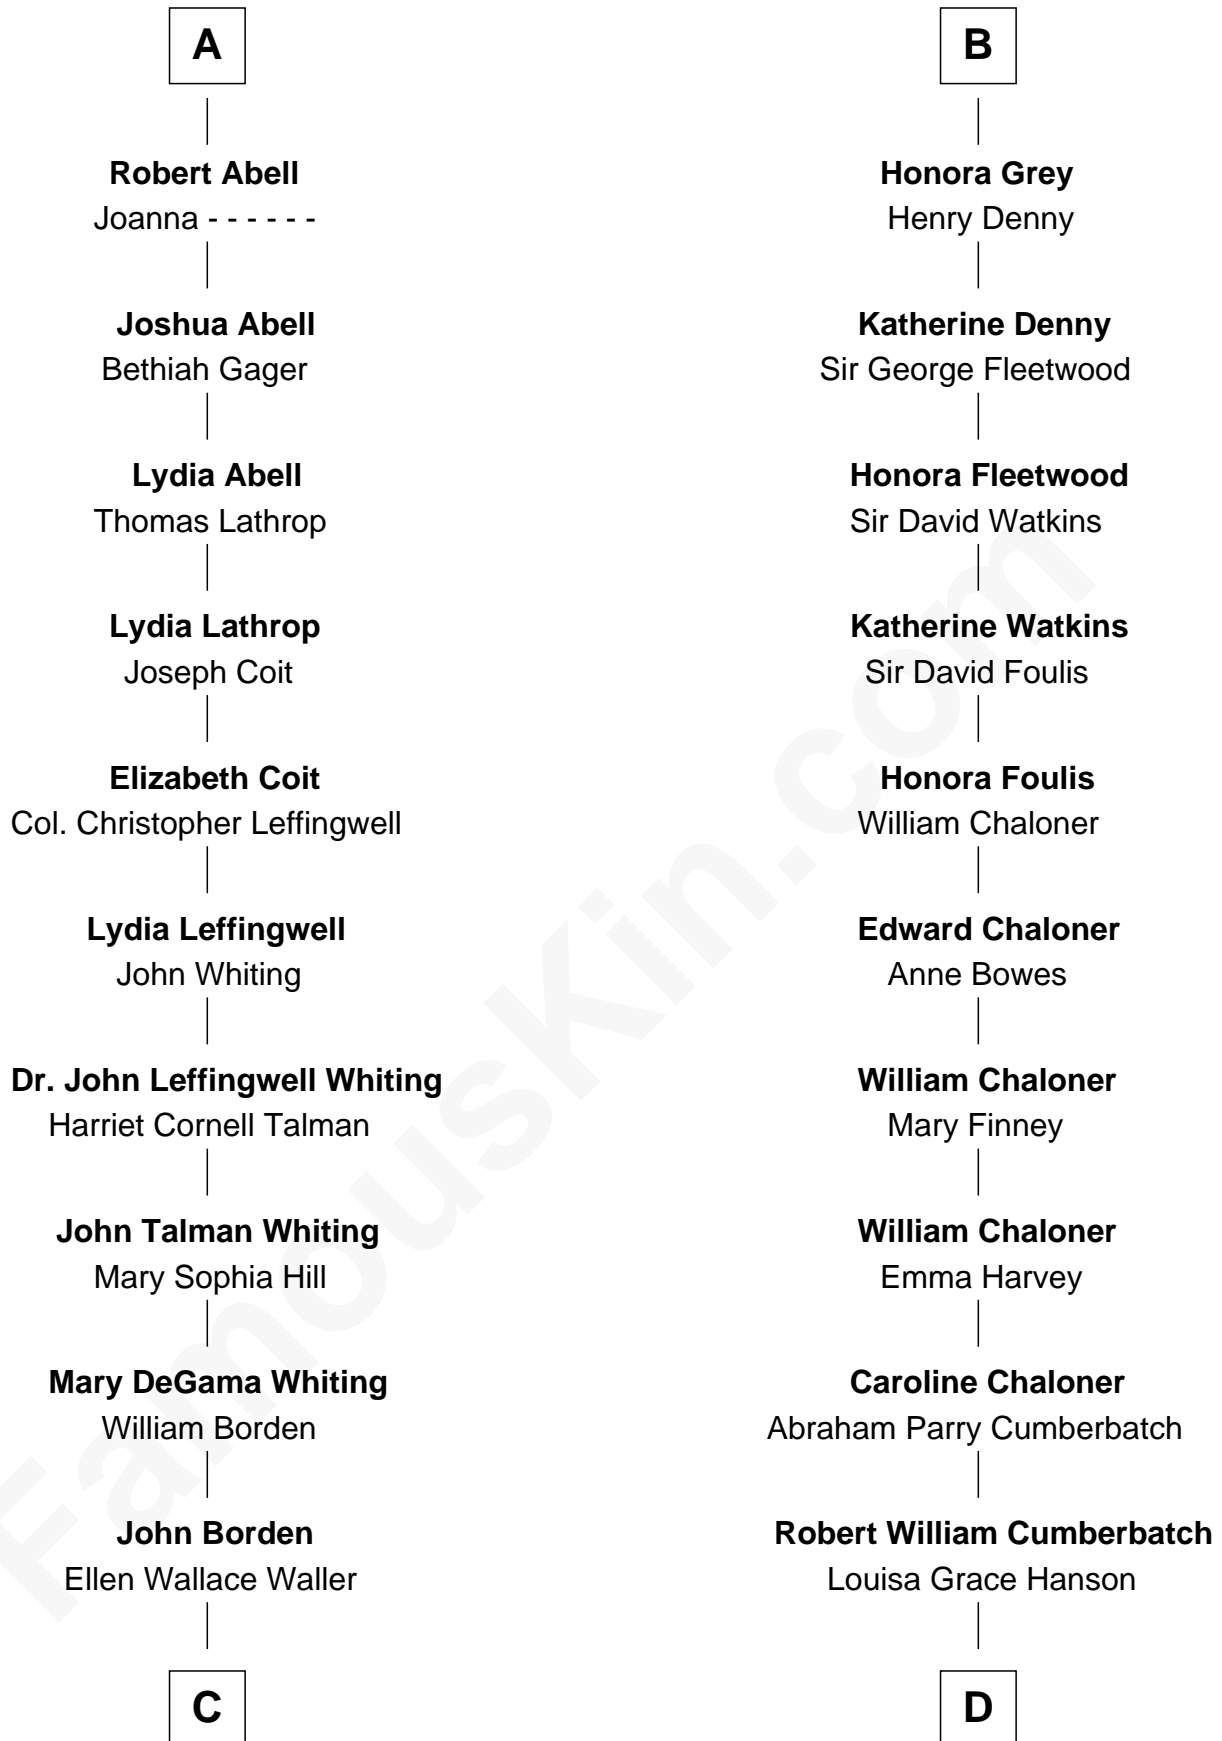 A
Robert Abell
Joanna - - - - - -
Joshua Abell
Bethiah Gager
Lydia Abell
Thomas Lathrop
Lydia Lathrop
Joseph Coit
Elizabeth Coit
Col. Christopher Leffingwell
Lydia Leffingwell
John Whiting
Dr. John Leffingwell Whiting
Harriet Cornell Talman
John Talman Whiting
Mary Sophia Hill
Mary DeGama Whiting
William Borden
John Borden
Ellen Wallace Waller
C
B
Honora Grey
Henry Denny
Katherine Denny
Sir George Fleetwood
Honora Fleetwood
Sir David Watkins
Katherine Watkins
Sir David Foulis
Honora Foulis
William Chaloner
Edward Chaloner
Anne Bowes
William Chaloner
Mary Finney
William Chaloner
Emma Harvey
Caroline Chaloner
Abraham Parry Cumberbatch
Robert William Cumberbatch
Louisa Grace Hanson
D
FamousKin.com